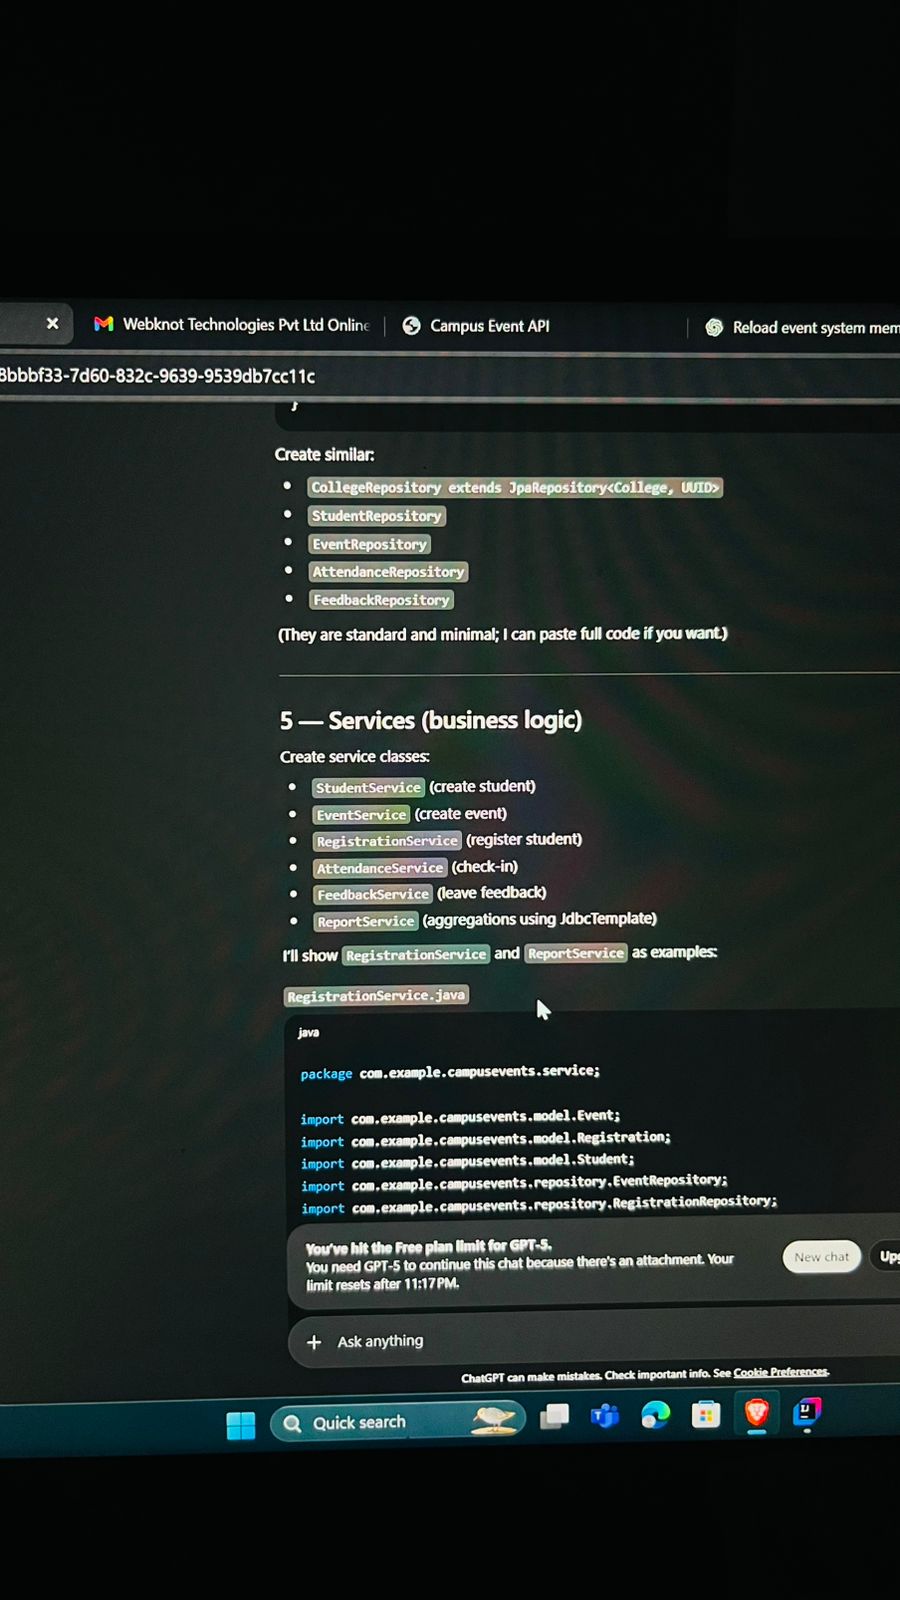 Webknot Technologies Pvt Ltd Online
Campus Event API
Reload event system mem
8bbbf33-7d60-832c-9639-9539db7cc11c
}
Create similar:
• CollegeRepository extends JpaRepository<College, UUID>
• StudentRepository
• EventRepository
• AttendanceRepository
• FeedbackRepository
(They are standard and minimal; I can paste full code if you want.)
5 — Services (business logic)
Create service classes:
• StudentService (create student)
• EventService (create event)
• RegistrationService (register student)
• AttendanceService (check-in)
• FeedbackService (leave feedback)
• ReportService (aggregations using JdbcTemplate)
I'll show RegistrationService and ReportService as examples:
RegistrationService.java
java
package com.example.campusevents.service;
import com.example.campusevents.model.Event;
import com.example.campusevents.model.Registration;
import com.example.campusevents.model.Student;
import com.example.campusevents.repository.EventRepository;
import com.example.campusevents.repository.RegistrationRepository;
You've hit the Free plan limit for GPT-5.
You need GPT-5 to continue this chat because there's an attachment. Your
limit resets after 11:17 PM.
New chat
Upg
+ Ask anything
ChatGPT can make mistakes. Check important info. See Cookie Preferences.
Quick search